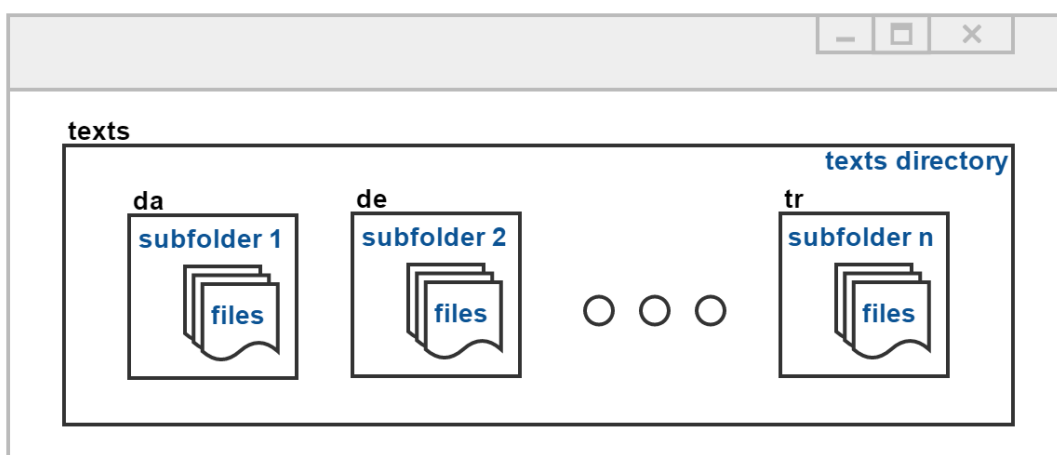 texts
texts directory
da
subfolder 1
files
de
subfolder 2
files
tr
subfolder n
files